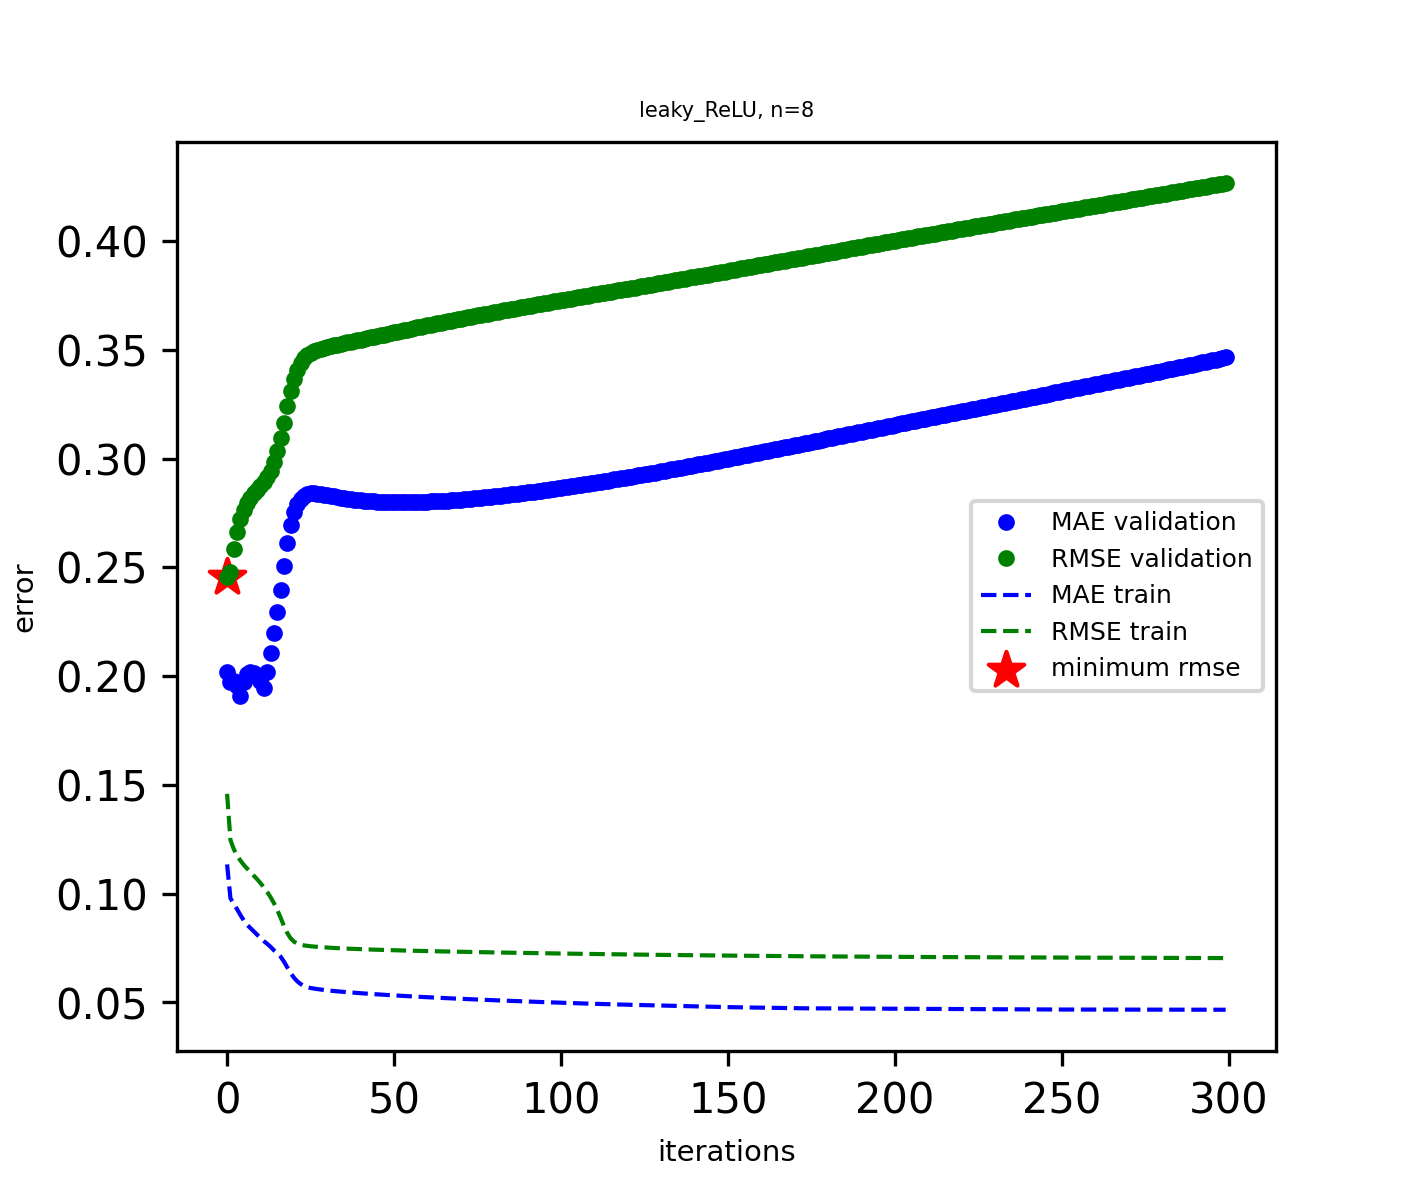 leaky_ReLU, n=8
error
0.40
0.35
0.30
0.25
0.20
0.15
0.10
0.05
MAE validation
RMSE validation
MAE train
RMSE train
minimum rmse
0 50 100 150 200 250 300
iterations